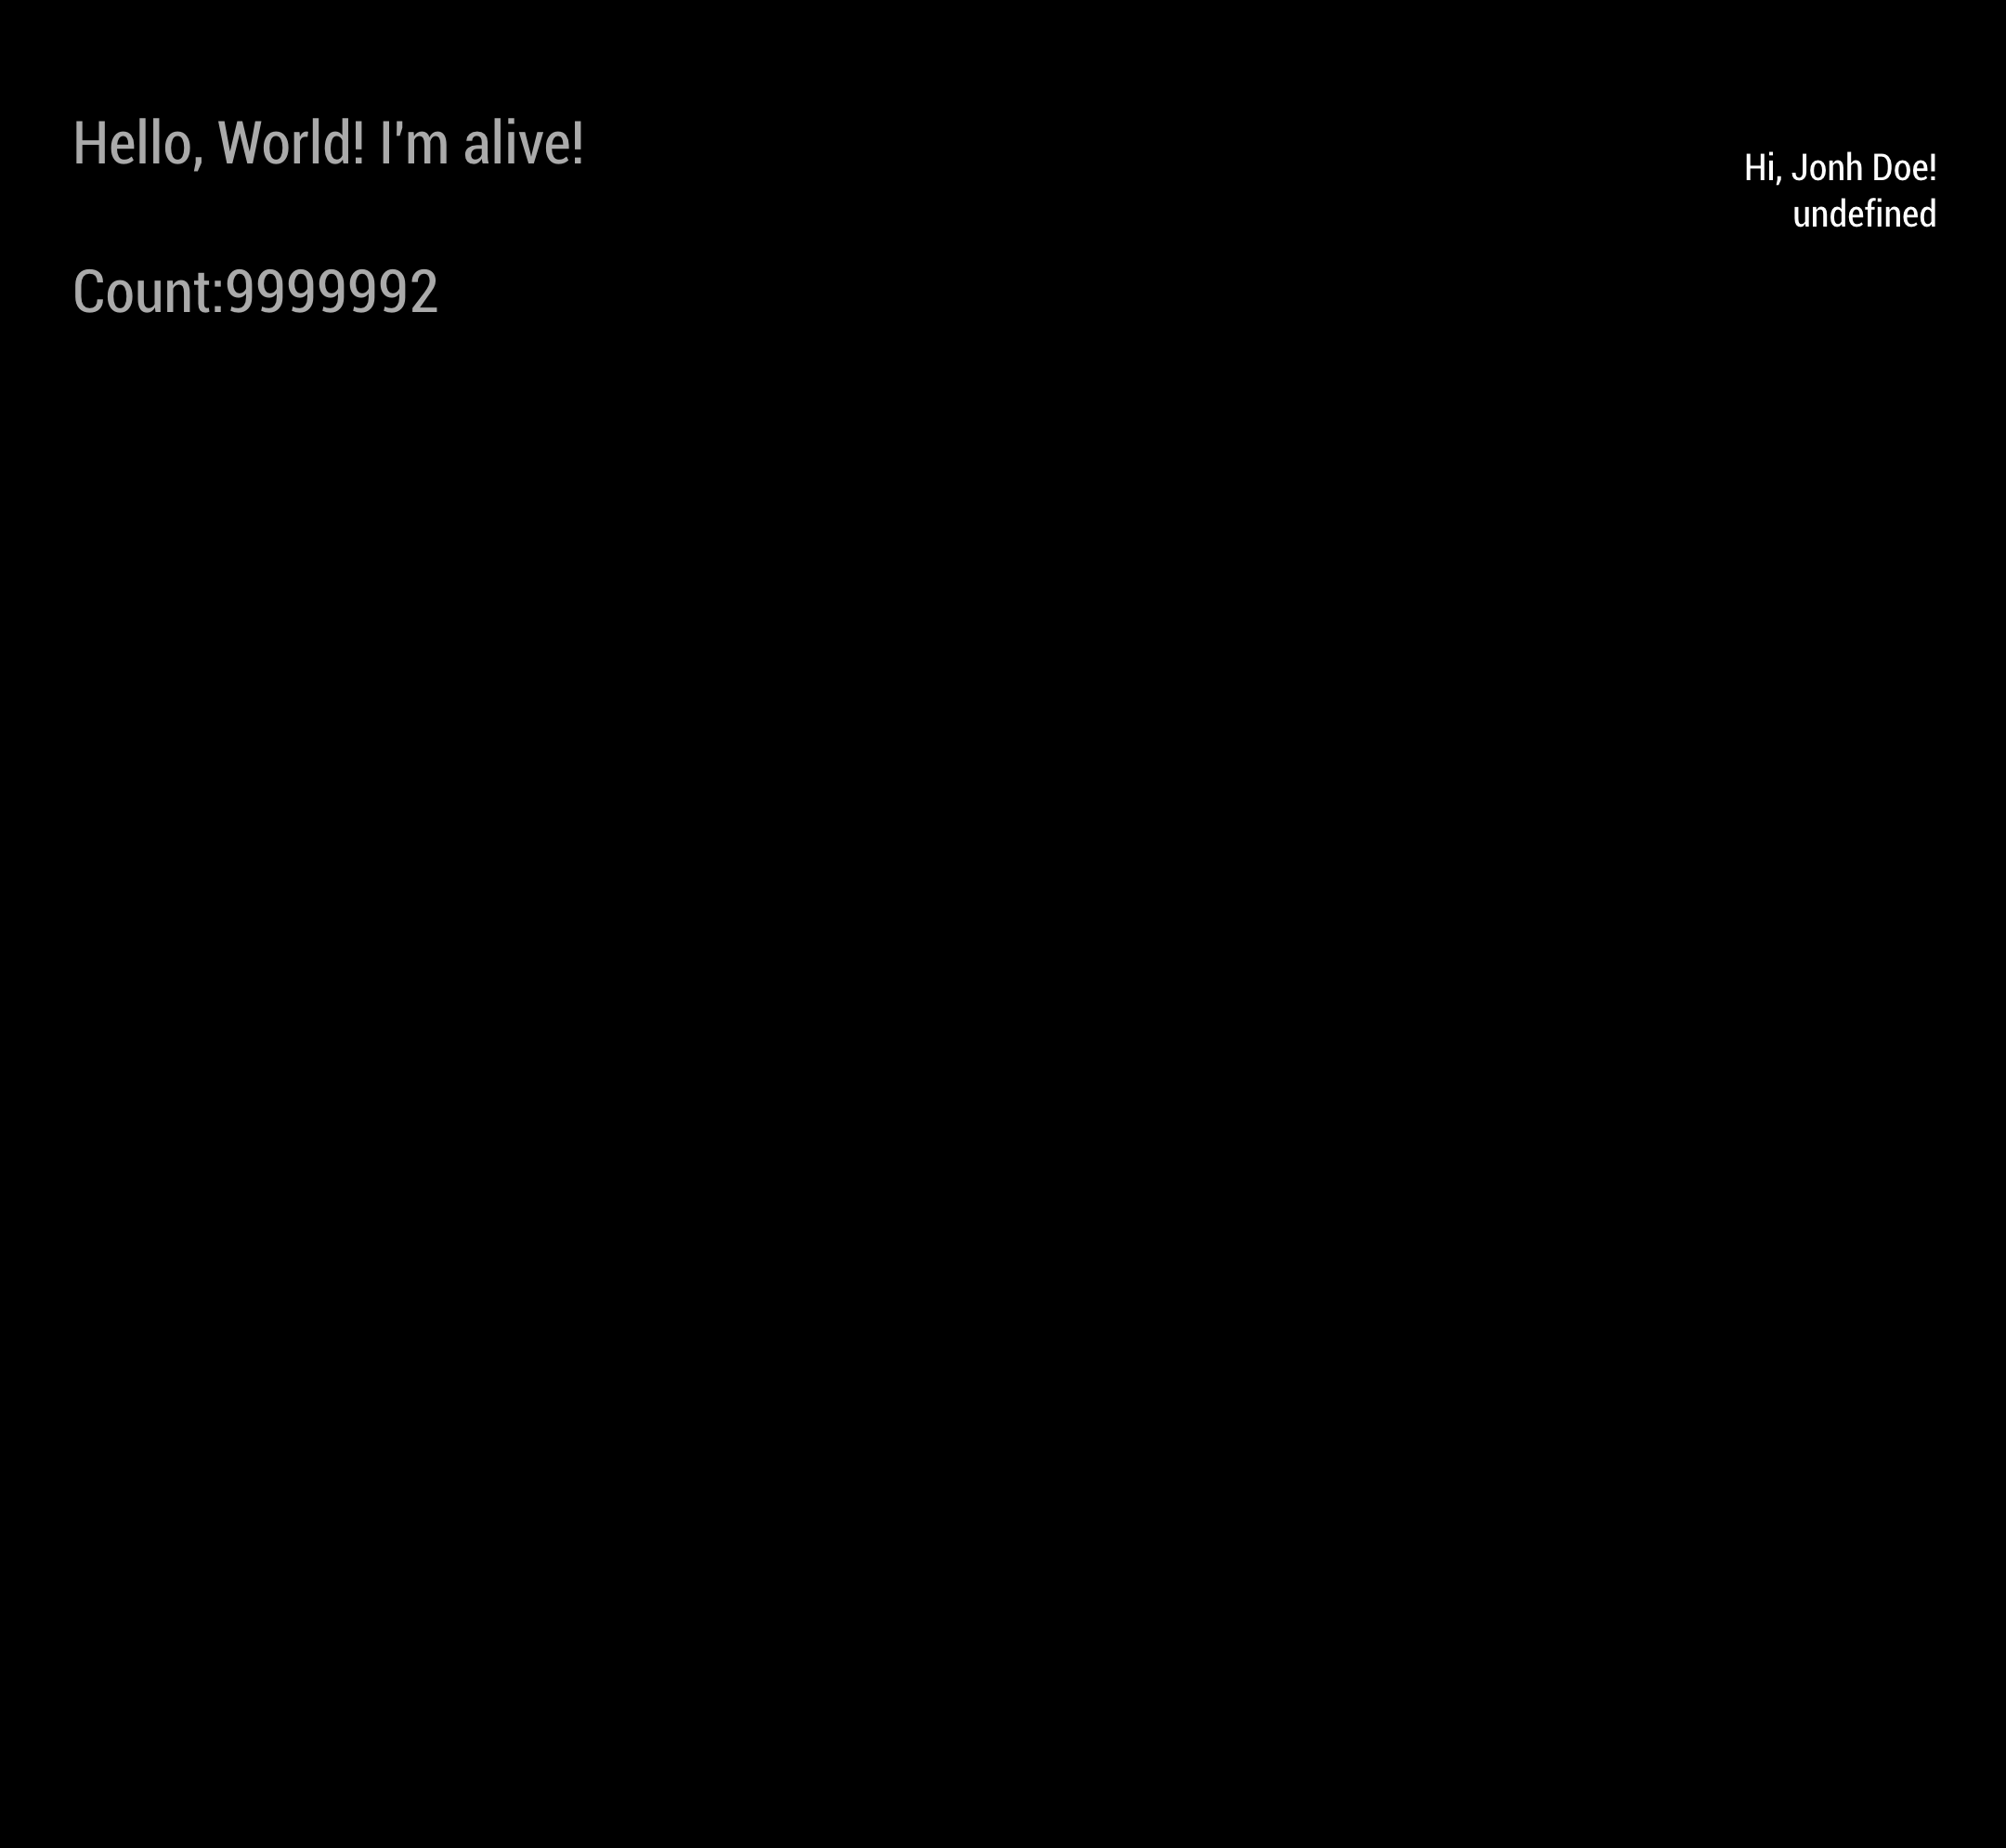 Hello, World! I'm alive!
Hi, Jonh Doe!
undefined
Count:9999992